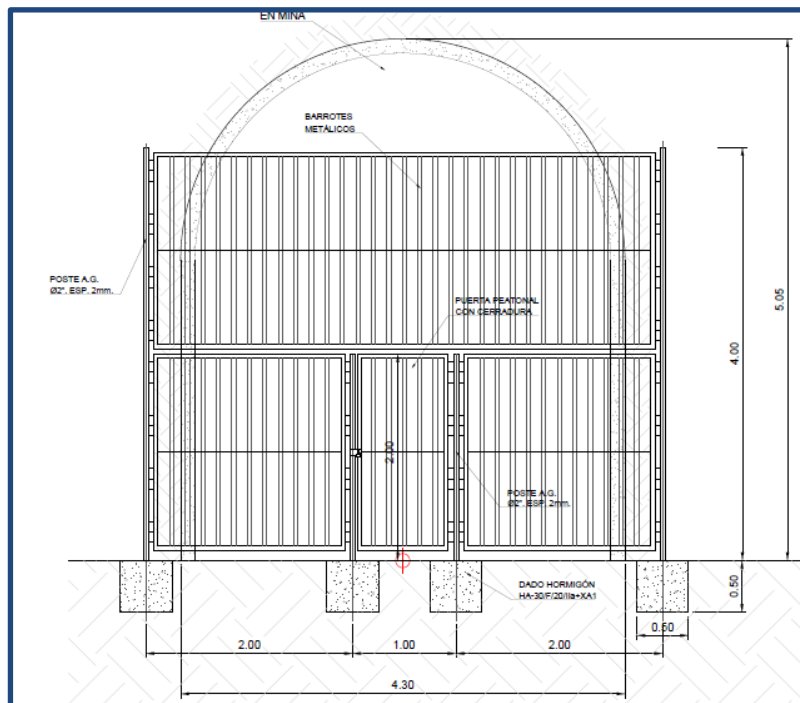 EN MINA
BARROTES
METÁLICOS
POSTE A.G.
Ø2". ESP. 2mm.
PUERTA PEATONAL
CON CERRADURA
5.05
4.00
2.00
POSTE A.G.
Ø2". ESP. 2mm.
DADO HORMIGÓN
HA-30/F/20/IIa+XA1
0.50
0.50
2.00
1.00
2.00
4.30